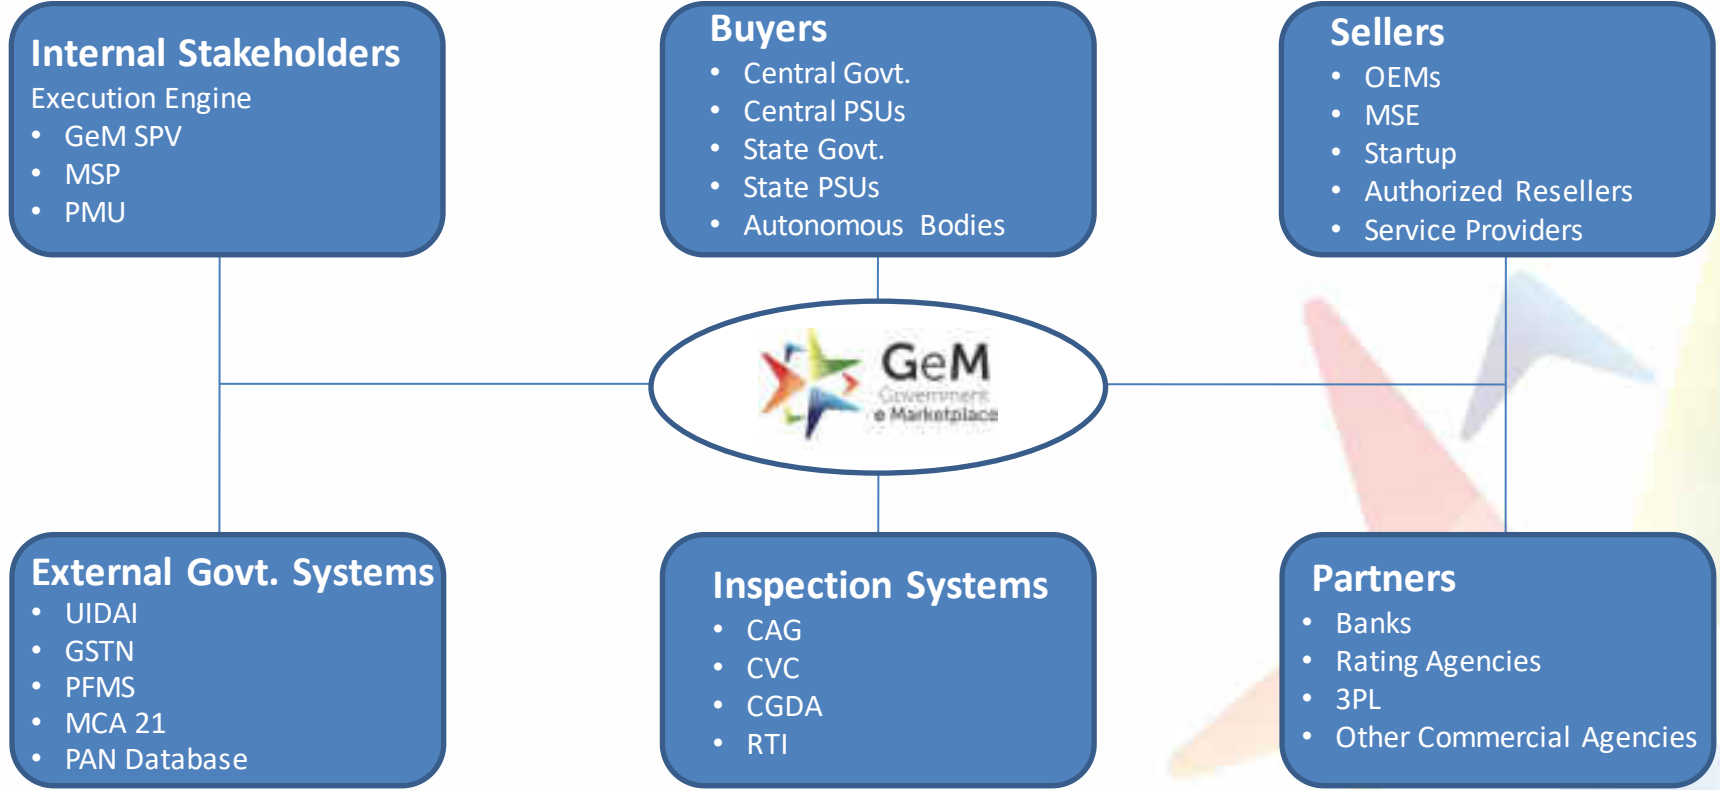 Internal Stakeholders
Execution Engine
• GeM SPV
• MSP
• PMU
Buyers
• Central Govt.
• Central PSUs
• State Govt.
• State PSUs
• Autonomous Bodies
Sellers
• OEMs
• MSE
• Startup
• Authorized Resellers
• Service Providers
GeM
Government
e Marketplace
External Govt. Systems
• UIDAI
• GSTN
• PFMS
• MCA 21
• PAN Database
Inspection Systems
• CAG
• CVC
• CGDA
• RTI
Partners
• Banks
• Rating Agencies
• 3PL
• Other Commercial Agencies